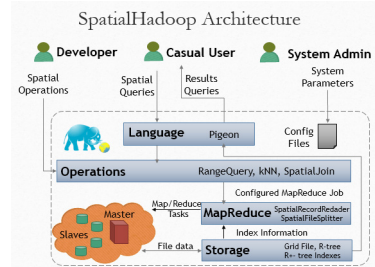 SpatialHadoop Architecture
Developer
Casual User
System Admin
Spatial
Operations
Spatial
Queries
Results
Queries
System
Parameters
Language
Pigeon
Config
Files
Operations
RangeQuery, kNN, SpatialJoin
Configured MapReduce Job
Map/Reduce
Tasks
MapReduce
SpatialRecordRedader
SpatialFileSplitter
Master
Slaves
Index Information
File data
Storage
Grid File, R-tree
R+- tree Indexes